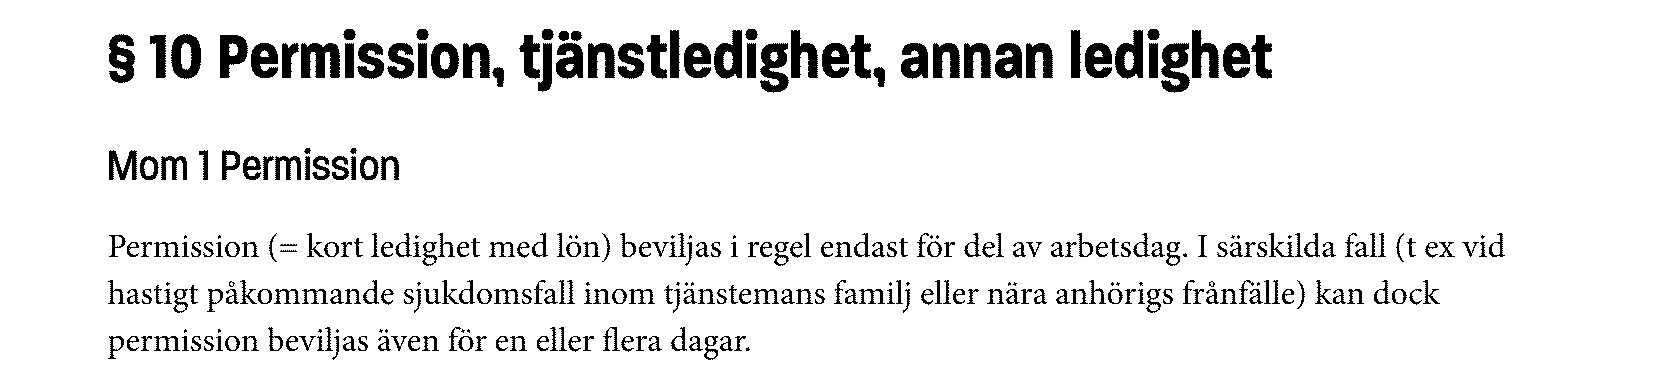 § 10 Permission, tjänstledighet, annan ledighet
Mom 1 Permission
Permission (= kort ledighet med lön) beviljas i regel endast för del av arbetsdag. I särskilda fall (t ex vid
hastigt påkommande sjukdomsfall inom tjänstemans familj eller nära anhörigs frånfälle) kan dock
permission beviljas även för en eller flera dagar.